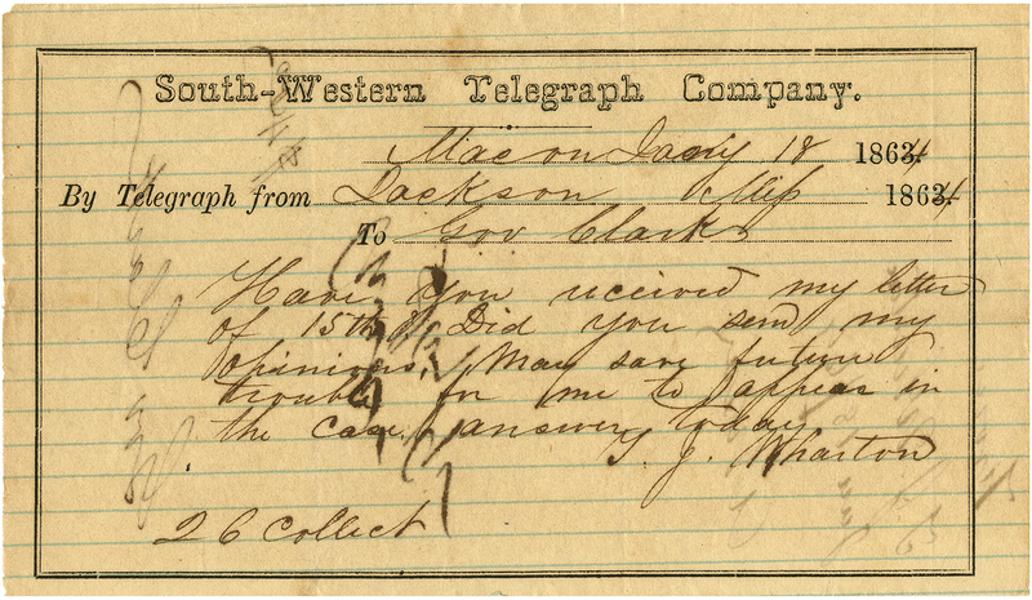 South-Western Telegraph Company.
Macon Jany 18 1864
By Telegraph from Jackson Miss 1864
To Gov Clark
Have you received my letter
of 15th Did you send my
opinions. May save future
trouble for me to appear in
the case. answer today
T. J. Wharton
26 collect